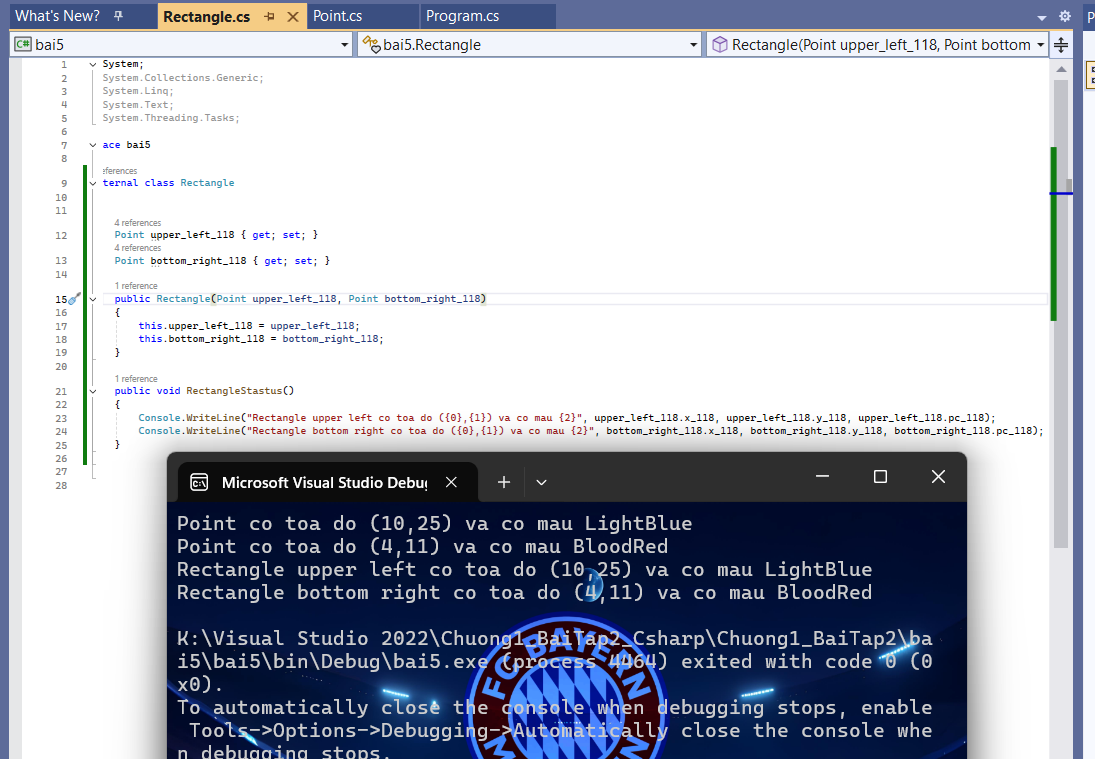 What's New?
Rectangle.cs
Point.cs
Program.cs
P
C# bai5
bai5.Rectangle
Rectangle(Point upper_left_118, Point bottom
1 System;
2 System.Collections.Generic;
3 System.Linq;
4 System.Text;
5 System.Threading.Tasks;
6
7 ace bai5
8
eferences
9 ternal class Rectangle
10
11
4 references
12 Point upper_left_118 { get; set; }
4 references
13 Point bottom_right_118 { get; set; }
14
1 reference
15 public Rectangle(Point upper_left_118, Point bottom_right_118)
16 {
17 this.upper_left_118 = upper_left_118;
18 this.bottom_right_118 = bottom_right_118;
19 }
20
1 reference
21 public void RectangleStastus()
22 {
23 Console.WriteLine("Rectangle upper left co toa do ({0},{1}) va co mau {2}", upper_left_118.x_118, upper_left_118.y_118, upper_left_118.pc_118);
24 Console.WriteLine("Rectangle bottom right co toa do ({0},{1}) va co mau {2}", bottom_right_118.x_118, bottom_right_118.y_118, bottom_right_118.pc_118);
25 }
26
27
28
C:\ Microsoft Visual Studio Debug
Point co toa do (10,25) va co mau LightBlue
Point co toa do (4,11) va co mau BloodRed
Rectangle upper left co toa do (10,25) va co mau LightBlue
Rectangle bottom right co toa do (4,11) va co mau BloodRed
K:\Visual Studio 2022\Chuong1_BaiTap2_Csharp\Chuong1_BaiTap2\ba
i5\bai5\bin\Debug\bai5.exe (process 4464) exited with code 0 (0
x0).
To automatically close the console when debugging stops, enable
Tools->Options->Debugging->Automatically close the console whe
n debugging stops.
FC BAYERN M